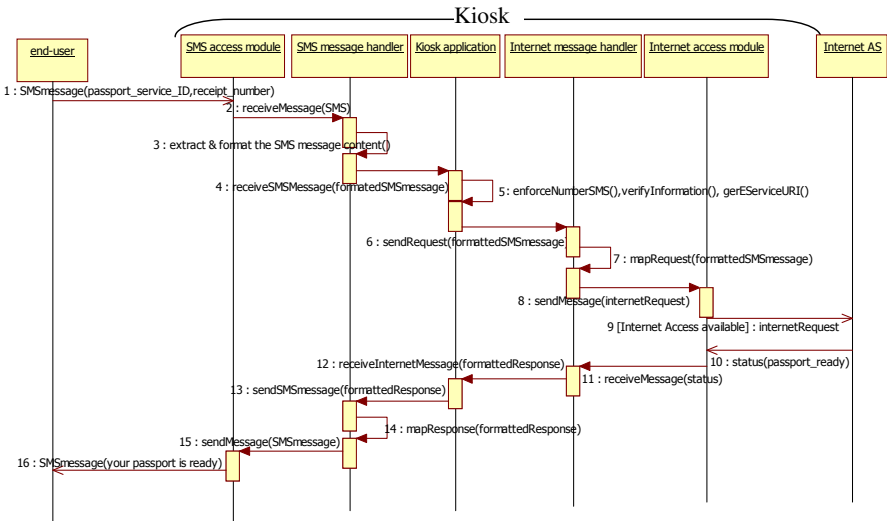 Kiosk
end-user
SMS access module
SMS message handler
Kiosk application
Internet message handler
Internet access module
Internet AS
1 : SMSmessage(passport_service_ID,receipt_number)
2 : receiveMessage(SMS)
3 : extract & format the SMS message content()
4 : receiveSMSMessage(formatedSMSmessage)
5 : enforceNumberSMS(),verifyInformation(), gerEServiceURI()
6 : sendRequest(formattedSMSmessage)
7 : mapRequest(formattedSMSmessage)
8 : sendMessage(internetRequest)
9 [Internet Access available] : internetRequest
10 : status(passport_ready)
11 : receiveMessage(status)
12 : receiveInternetMessage(formattedResponse)
13 : sendSMSmessage(formattedResponse)
14 : mapResponse(formattedResponse)
15 : sendMessage(SMSmessage)
16 : SMSmessage(your passport is ready)